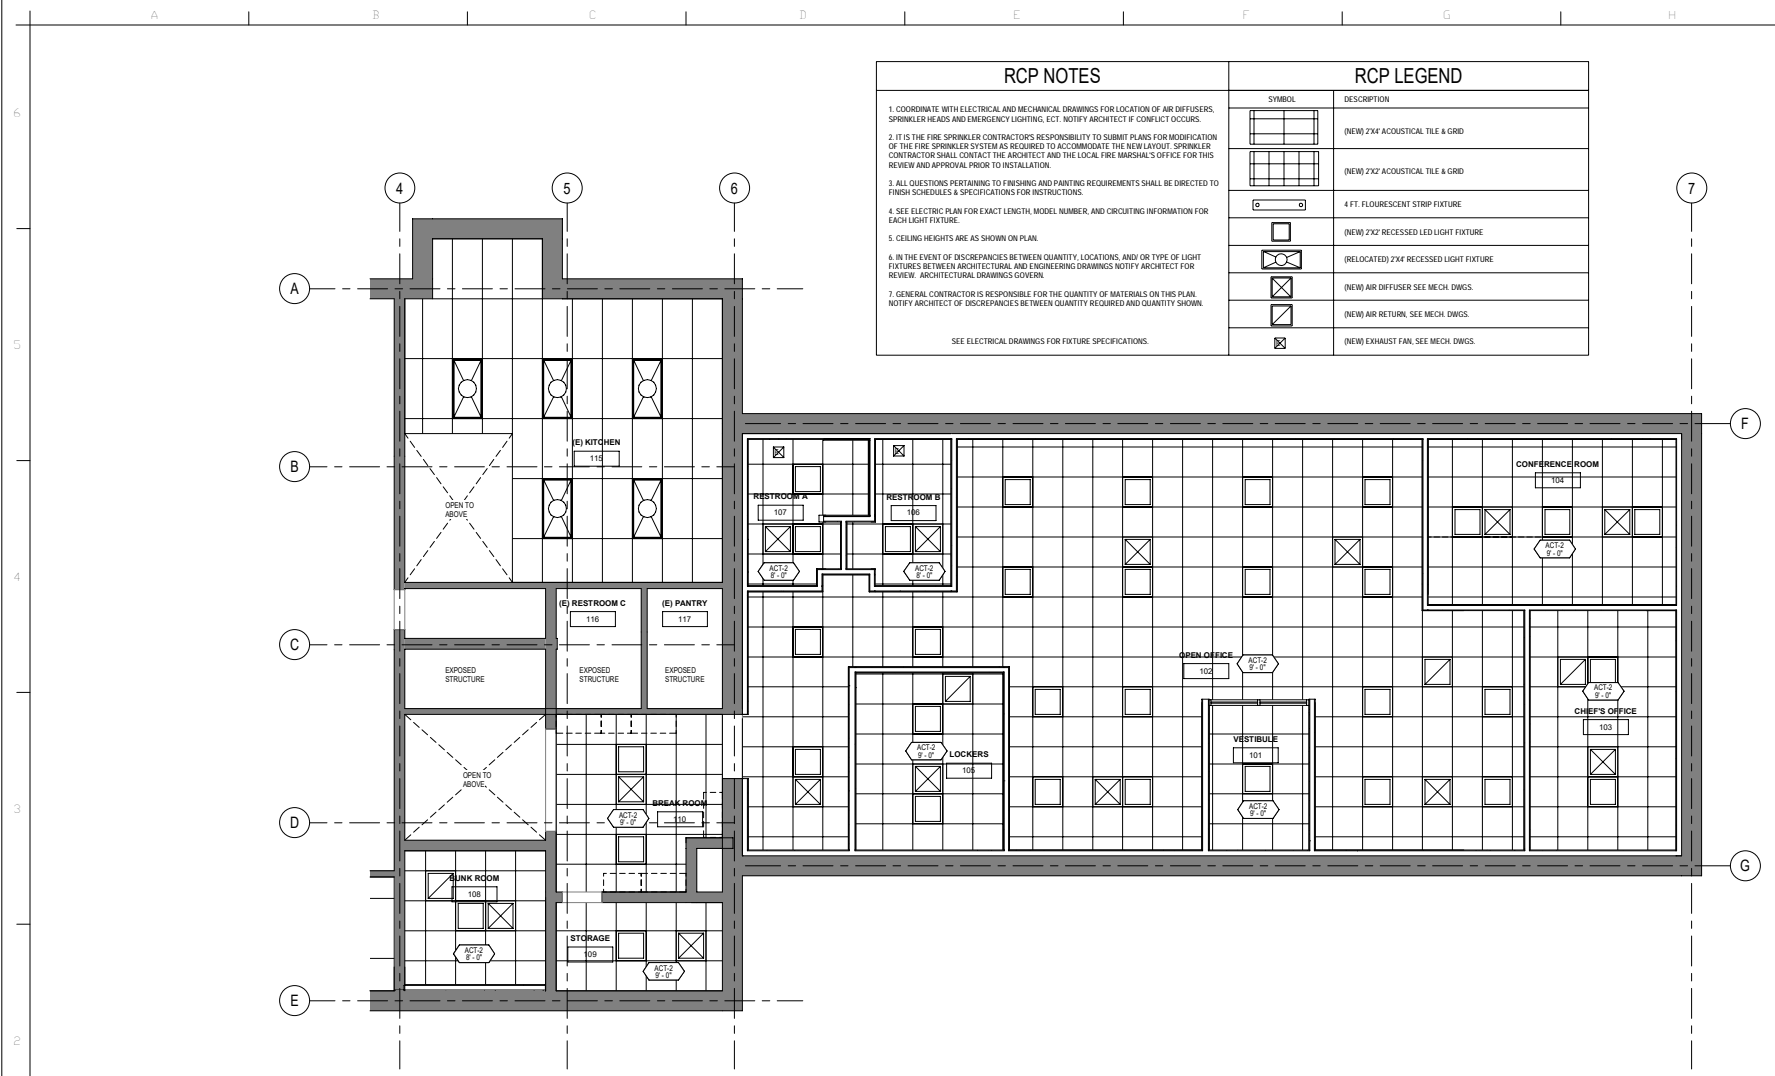 A B C D E F G H
6
5
4
3
2
RCP NOTES
1. COORDINATE WITH ELECTRICAL AND MECHANICAL DRAWINGS FOR LOCATION OF AIR DIFFUSERS,
SPRINKLER HEADS AND EMERGENCY LIGHTING, ECT. NOTIFY ARCHITECT IF CONFLICT OCCURS.
2. IT IS THE FIRE SPRINKLER CONTRACTOR'S RESPONSIBILITY TO SUBMIT PLANS FOR MODIFICATION
OF THE FIRE SPRINKLER SYSTEM AS REQUIRED TO ACCOMMODATE THE NEW LAYOUT. SPRINKLER
CONTRACTOR SHALL CONTACT THE ARCHITECT AND THE LOCAL FIRE MARSHAL'S OFFICE FOR THIS
REVIEW AND APPROVAL PRIOR TO INSTALLATION.
3. ALL QUESTIONS PERTAINING TO FINISHING AND PAINTING REQUIREMENTS SHALL BE DIRECTED TO
FINISH SCHEDULES & SPECIFICATIONS FOR INSTRUCTIONS.
4. SEE ELECTRIC PLAN FOR EXACT LENGTH, MODEL NUMBER, AND CIRCUITING INFORMATION FOR
EACH LIGHT FIXTURE.
5. CEILING HEIGHTS ARE AS SHOWN ON PLAN.
6. IN THE EVENT OF DISCREPANCIES BETWEEN QUANTITY, LOCATIONS, AND/ OR TYPE OF LIGHT
FIXTURES BETWEEN ARCHITECTURAL AND ENGINEERING DRAWINGS NOTIFY ARCHITECT FOR
REVIEW. ARCHITECTURAL DRAWINGS GOVERN.
7. GENERAL CONTRACTOR IS RESPONSIBLE FOR THE QUANTITY OF MATERIALS ON THIS PLAN.
NOTIFY ARCHITECT OF DISCREPANCIES BETWEEN QUANTITY REQUIRED AND QUANTITY SHOWN.
SEE ELECTRICAL DRAWINGS FOR FIXTURE SPECIFICATIONS.
RCP LEGEND
SYMBOL DESCRIPTION
(NEW) 2'X4' ACOUSTICAL TILE & GRID
(NEW) 2'X2' ACOUSTICAL TILE & GRID
4 FT. FLOURESCENT STRIP FIXTURE
(NEW) 2'X2' RECESSED LED LIGHT FIXTURE
(RELOCATED) 2'X4' RECESSED LIGHT FIXTURE
(NEW) AIR DIFFUSER SEE MECH. DWGS.
(NEW) AIR RETURN, SEE MECH. DWGS.
(NEW) EXHAUST FAN, SEE MECH. DWGS.
4 5 6 7
A
B
C
D
E
F
G
(E) KITCHEN
115
OPEN TO
ABOVE
(E) RESTROOM C
116
(E) PANTRY
117
EXPOSED
STRUCTURE
EXPOSED
STRUCTURE
EXPOSED
STRUCTURE
OPEN TO
ABOVE
BREAK ROOM
110
ACT-2
9' - 0"
BUNK ROOM
108
ACT-2
8' - 0"
STORAGE
109
ACT-2
9' - 0"
RESTROOM A
107
ACT-2
8' - 0"
RESTROOM B
106
ACT-2
8' - 0"
OPEN OFFICE
102
ACT-2
9' - 0"
LOCKERS
105
ACT-2
9' - 0"
VESTIBULE
101
ACT-2
9' - 0"
CONFERENCE ROOM
104
ACT-2
9' - 0"
CHIEF'S OFFICE
103
ACT-2
9' - 0"